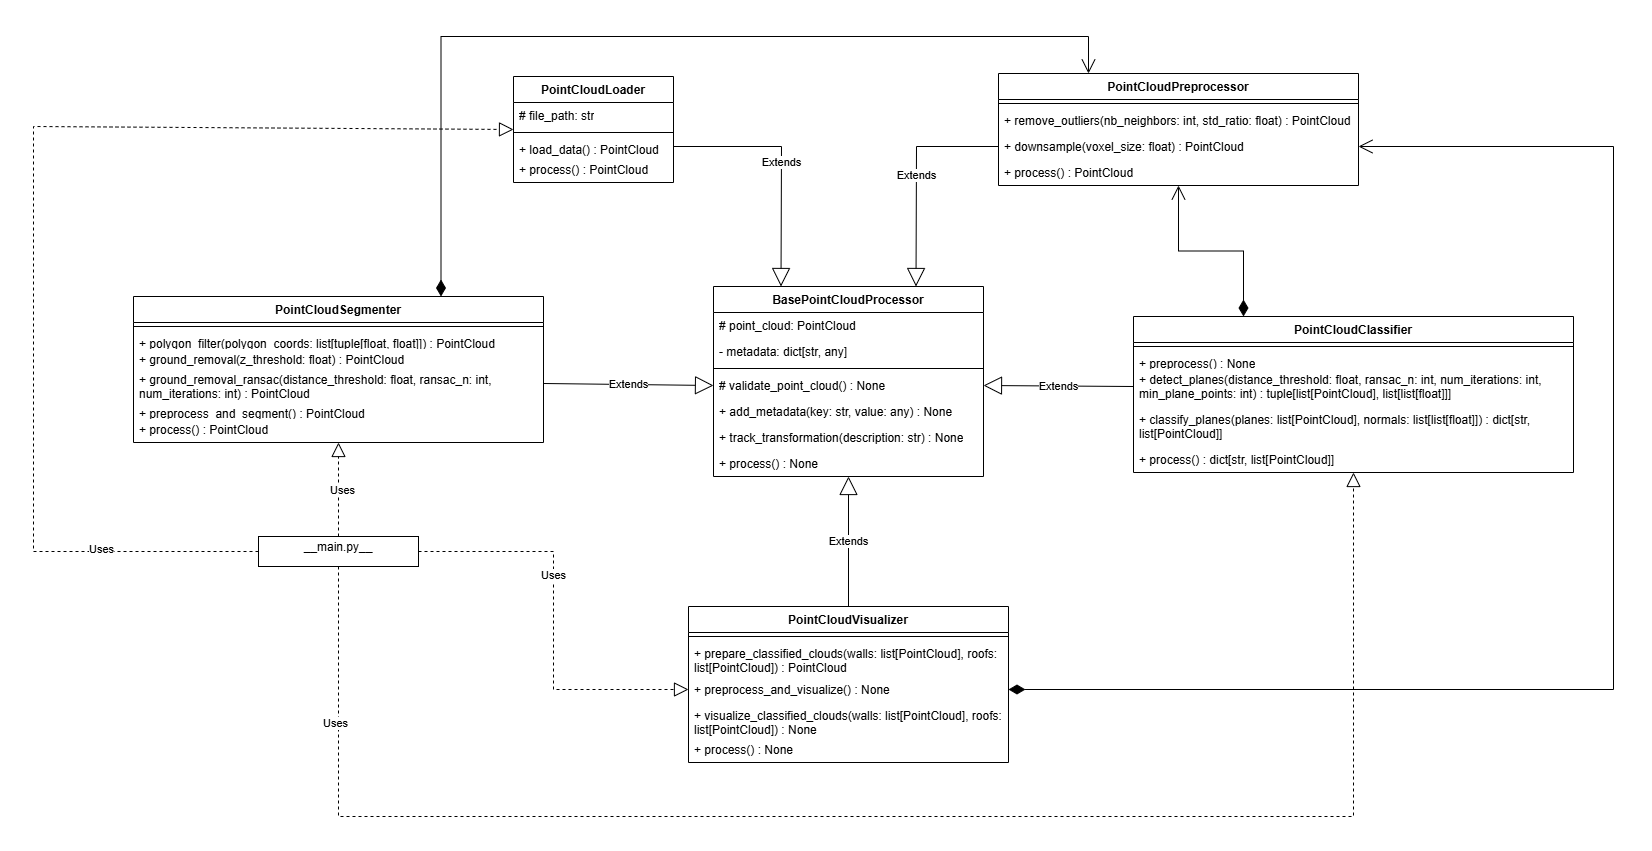 PointCloudLoader
# file_path: str
+ load_data() : PointCloud
+ process() : PointCloud
PointCloudPreprocessor
+ remove_outliers(nb_neighbors: int, std_ratio: float) : PointCloud
+ downsample(voxel_size: float) : PointCloud
+ process() : PointCloud
Extends
Extends
PointCloudSegmenter
+ polygon_filter(polygon_coords: list[tuple[float, float]]) : PointCloud
+ ground_removal(z_threshold: float) : PointCloud
+ ground_removal_ransac(distance_threshold: float, ransac_n: int,
num_iterations: int) : PointCloud
+ preprocess_and_segment() : PointCloud
+ process() : PointCloud
Extends
BasePointCloudProcessor
# point_cloud: PointCloud
- metadata: dict[str, any]
# validate_point_cloud() : None
+ add_metadata(key: str, value: any) : None
+ track_transformation(description: str) : None
+ process() : None
Extends
PointCloudClassifier
+ preprocess() : None
+ detect_planes(distance_threshold: float, ransac_n: int, num_iterations: int,
min_plane_points: int) : tuple[list[PointCloud], list[list[float]]]
+ classify_planes(planes: list[PointCloud], normals: list[list[float]]) : dict[str,
list[PointCloud]]
+ process() : dict[str, list[PointCloud]]
Uses
Uses
__main.py__
Uses
Extends
Uses
PointCloudVisualizer
+ prepare_classified_clouds(walls: list[PointCloud], roofs:
list[PointCloud]) : PointCloud
+ preprocess_and_visualize() : None
+ visualize_classified_clouds(walls: list[PointCloud], roofs:
list[PointCloud]) : None
+ process() : None